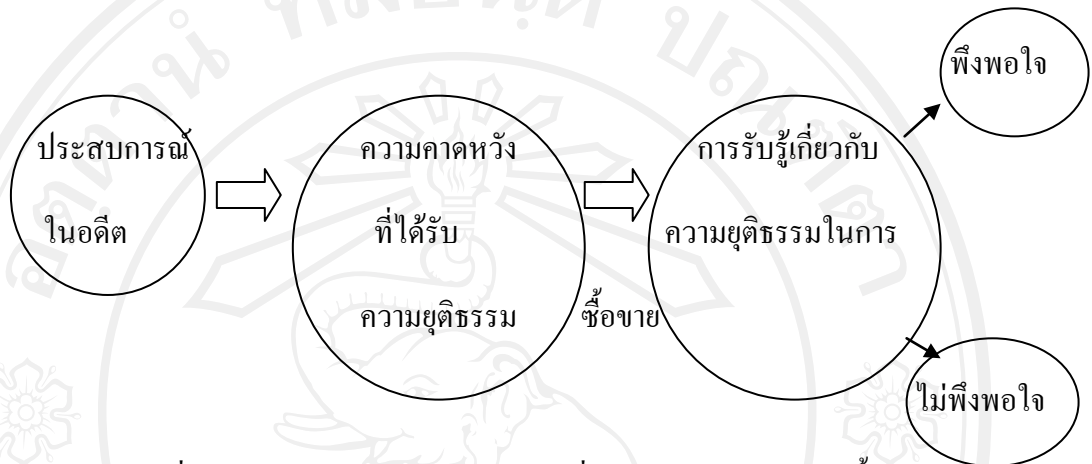 พึงพอใจ
ประสบการณ์
ในอดีต
ความคาดหวัง
ที่ได้รับ
ความยุติธรรม
การรับรู้เกี่ยวกับ
ความยุติธรรมในการ
ซื้อขาย
ไม่พึงพอใจ